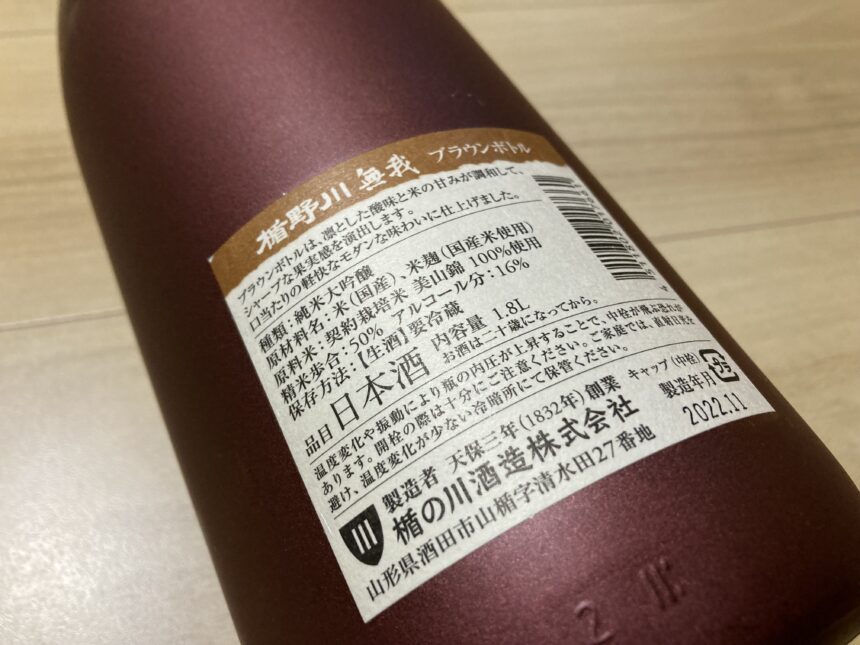 楯野川 無我 ブラウンボトル
ブラウンボトルは、凛とした酸味と米の甘みが調和して、
シャープな果実感を演出します。
口当たりの軽快なモダンな味わいに仕上げました。
種類：純米大吟醸
原材料名：米(国産)、米麹(国産米使用)
原料米：契約栽培米 美山錦 100%使用
精米歩合：50% アルコール分：16%
保存方法：【生酒】要冷蔵
品目 日本酒 内容量 1.8L
お酒は二十歳になってから。
温度変化や振動により瓶の内圧が上昇することで、中栓が飛ぶ恐れが
あります。開栓の際は十分にご注意ください。ご家庭では、直射日光を
避け、温度変化が少ない冷暗所にて保管ください。
キャップ(中栓) プラ
製造者 天保三年(1832年)創業
楯の川酒造株式会社
山形県酒田市山楯字清水田27番地
製造年月
2022.11
2